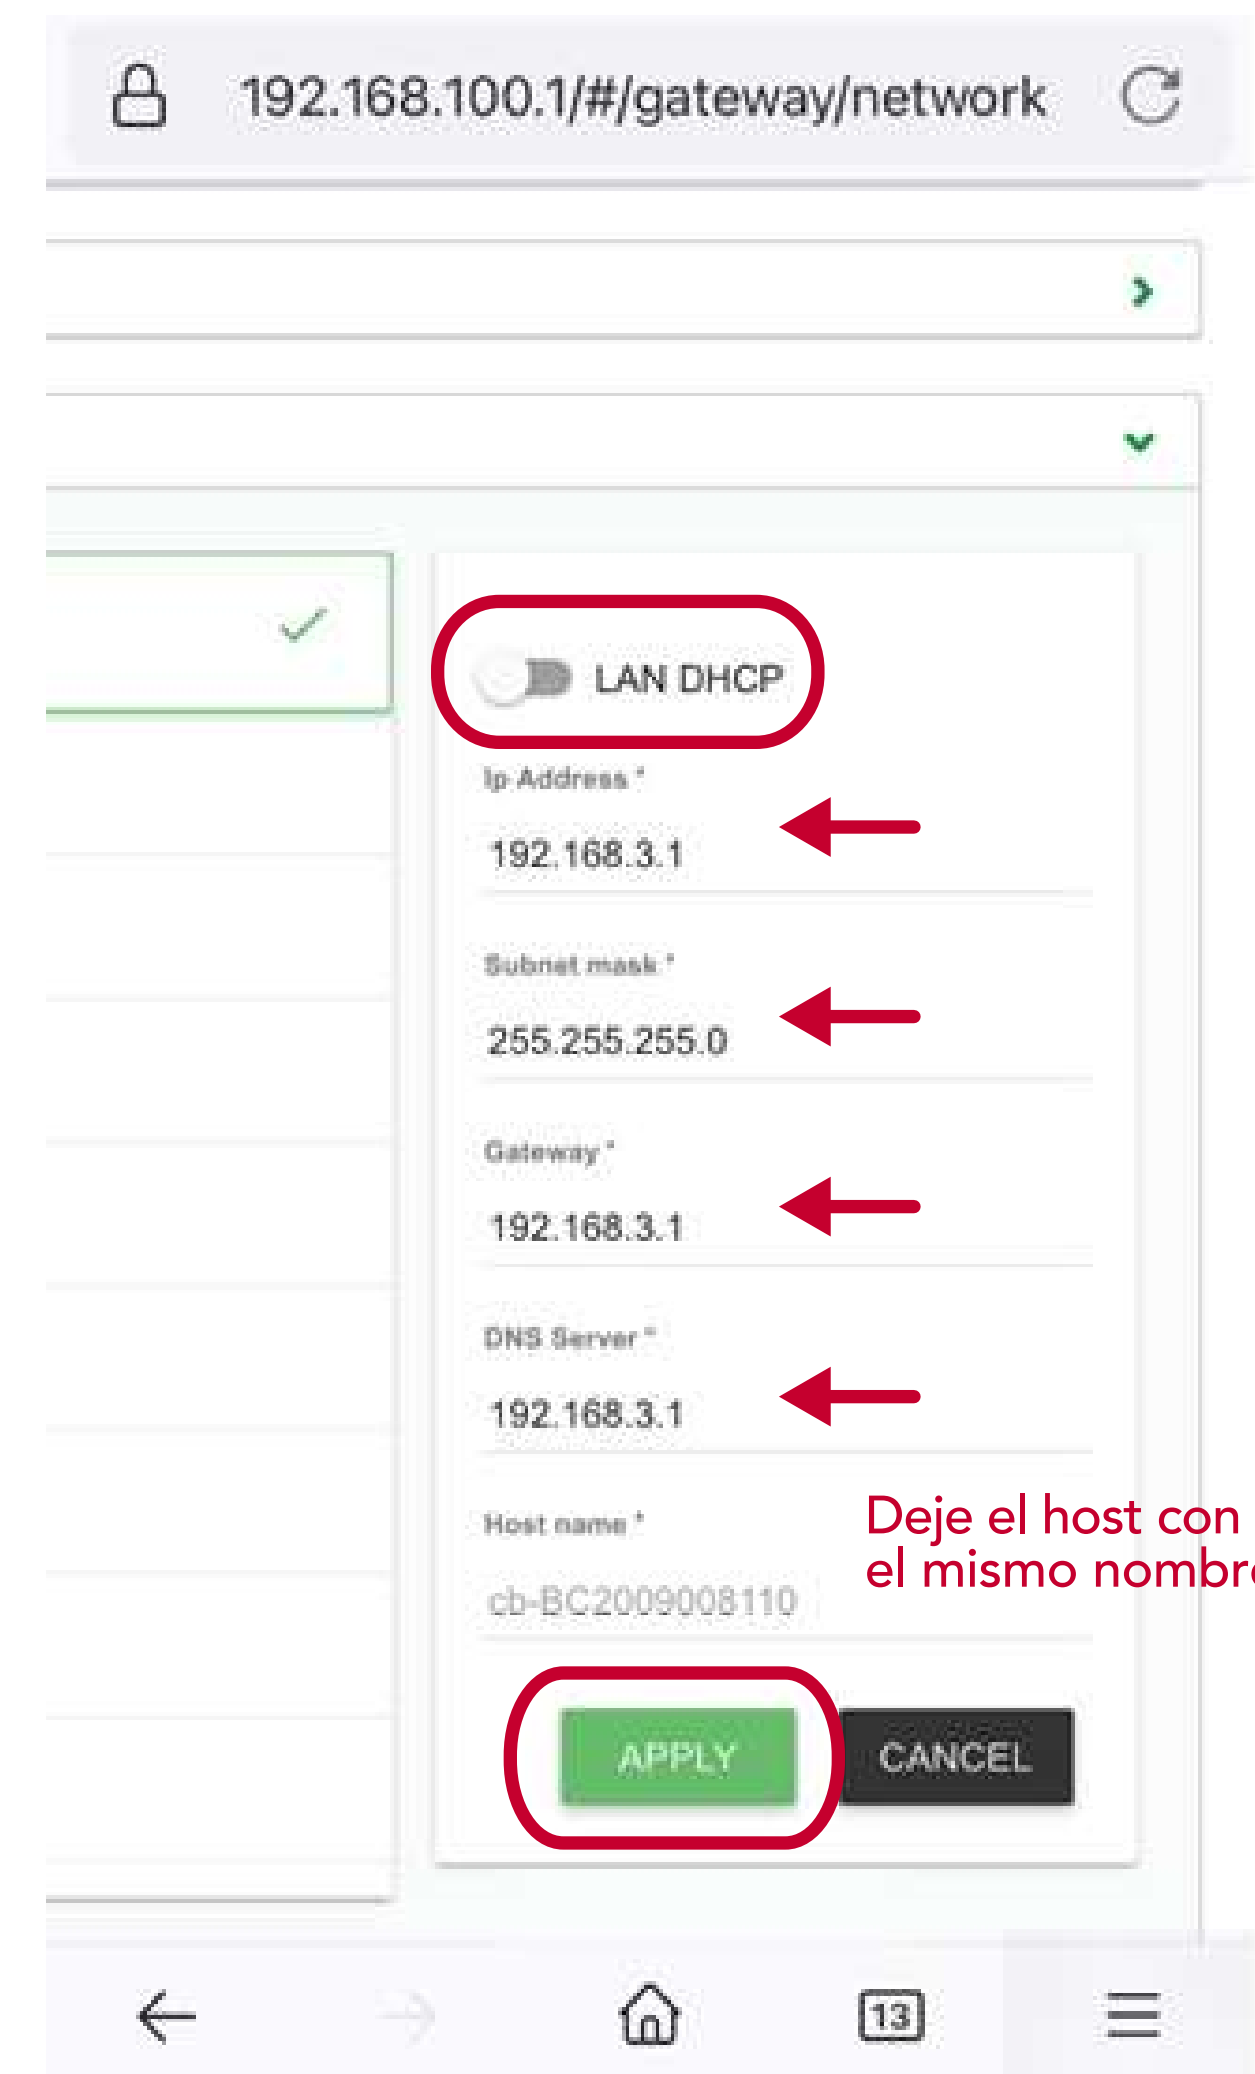 192.168.100.1/#/gateway/network
LAN DHCP
Ip Address *
192.168.3.1
Subnet mask *
255.255.255.0
Gateway *
192.168.3.1
DNS Server *
192.168.3.1
Host name *
Deje el host con
el mismo nombre
cb-BC2009008110
APPLY
CANCEL
13